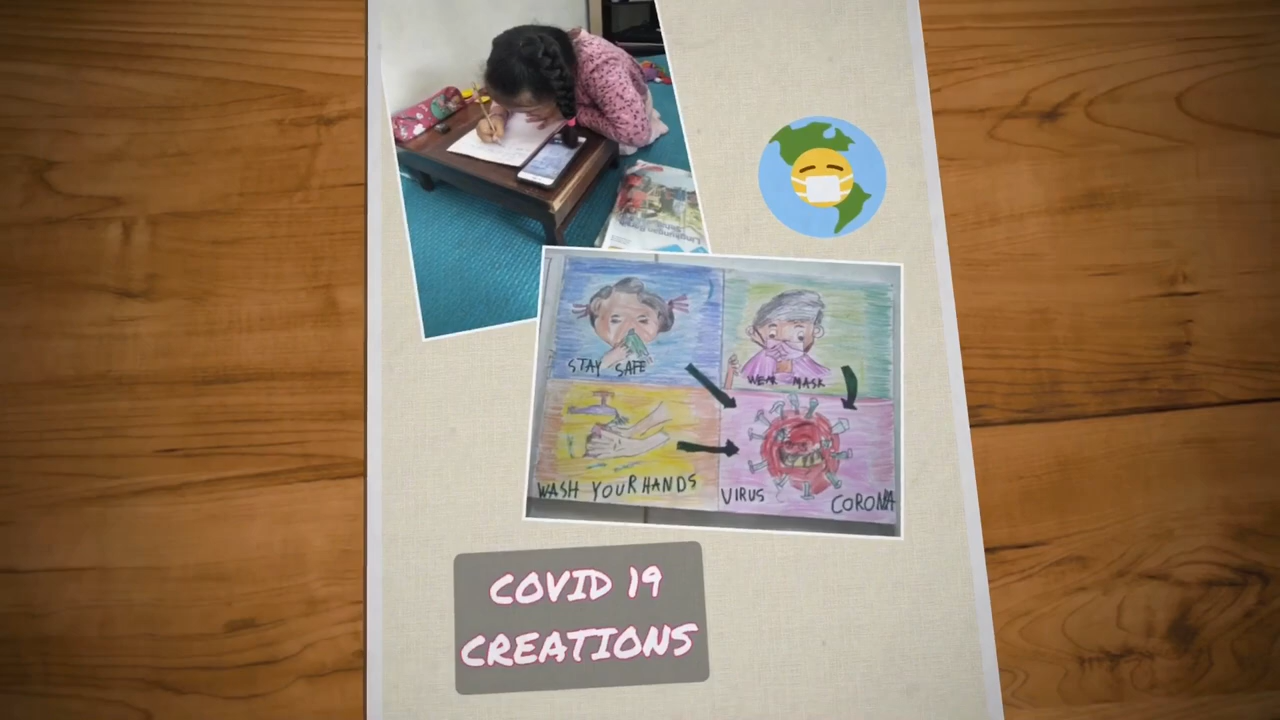 STAY SAFE
WEAR MASK
WASH YOUR HANDS
VIRUS
CORONA
COVID 19
CREATIONS